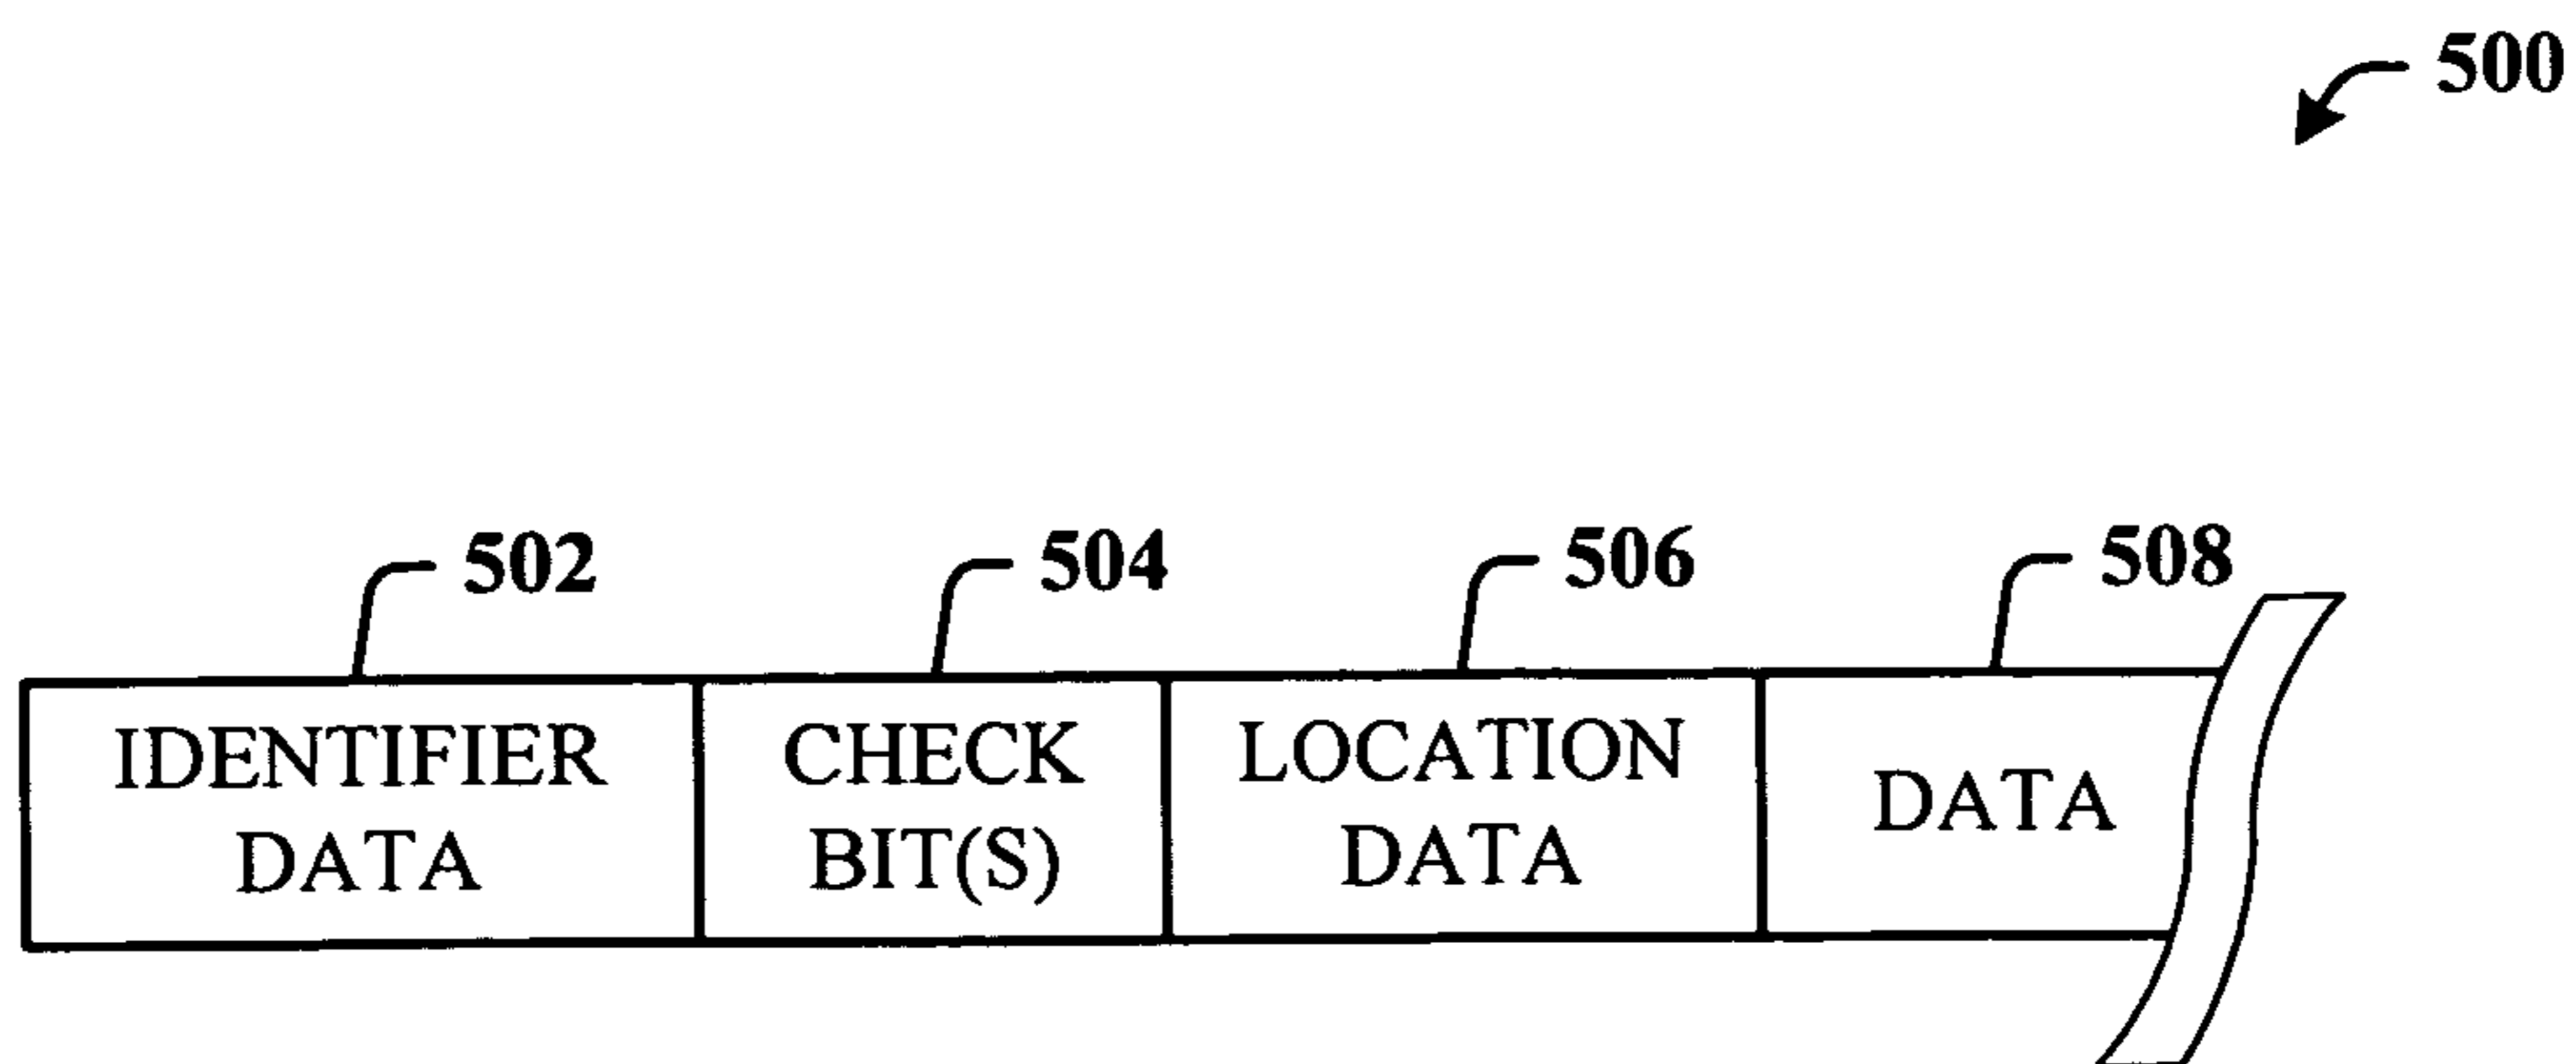 500
502
504
506
508
IDENTIFIER
DATA
CHECK
BIT(S)
LOCATION
DATA
DATA